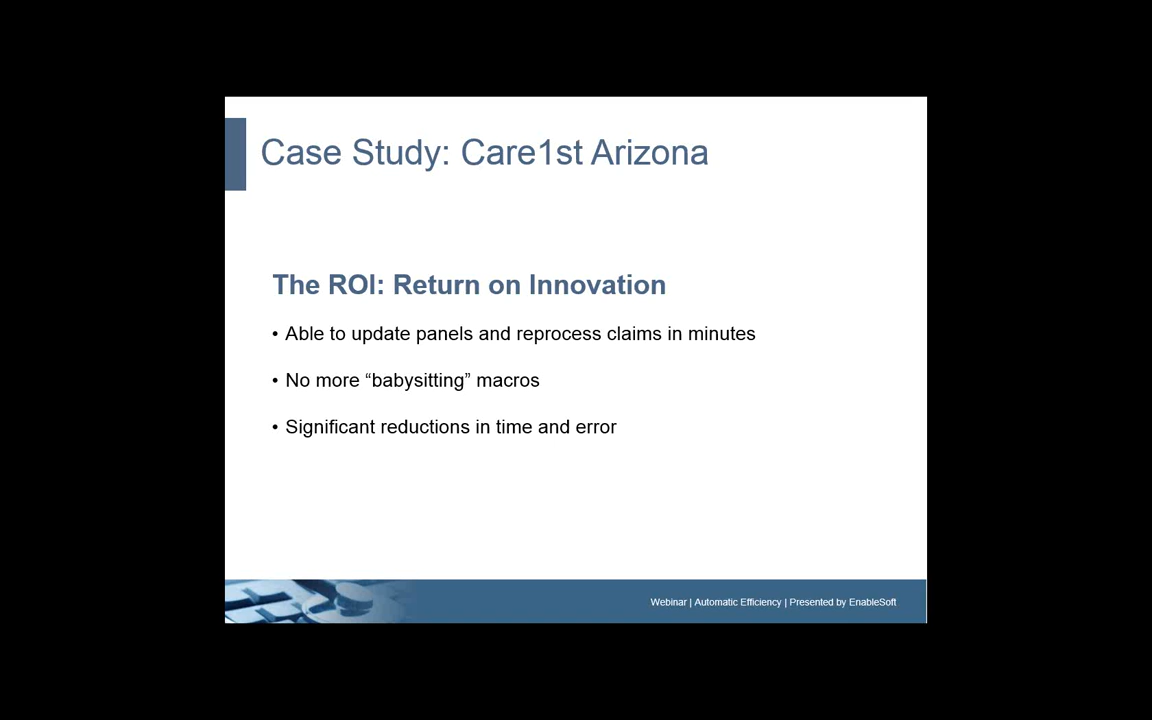 Case Study: Care1st Arizona
The ROI: Return on Innovation
• Able to update panels and reprocess claims in minutes
• No more “babysitting” macros
• Significant reductions in time and error
Webinar | Automatic Efficiency | Presented by EnableSoft